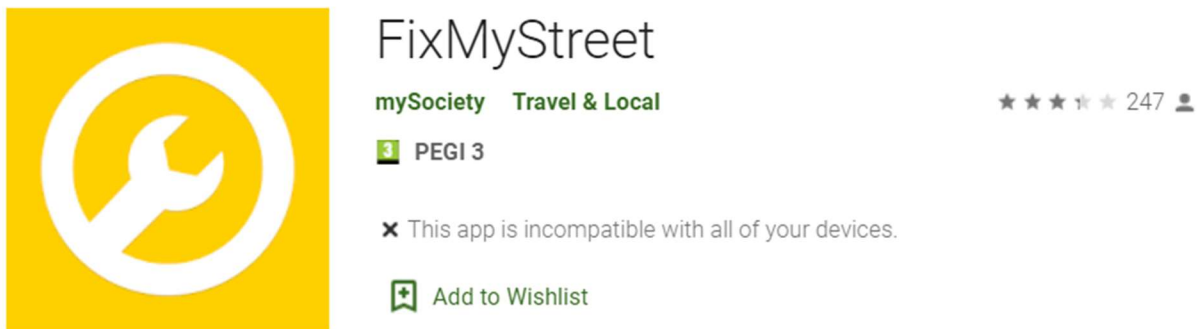 FixMyStreet
mySociety Travel & Local
247
3 PEGI 3
This app is incompatible with all of your devices.
Add to Wishlist